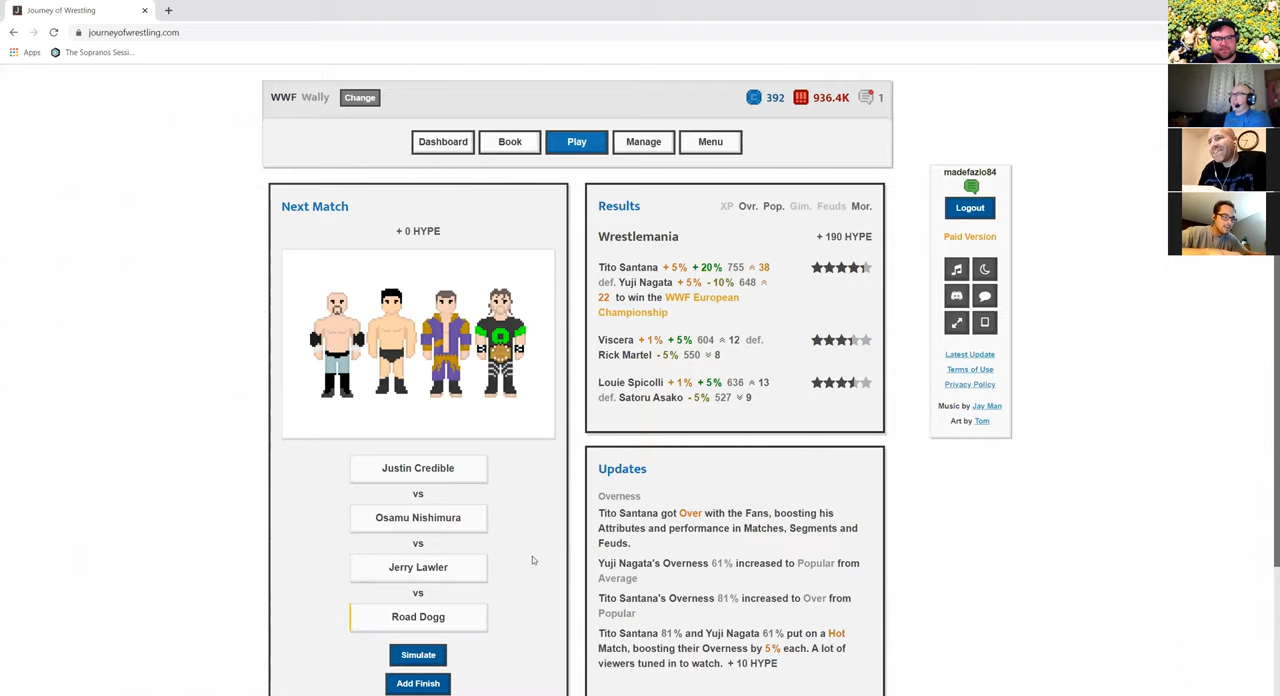 Journey of Wrestling
journeyofwrestling.com
Apps The Sopranos Sessi...
WWF Wally Change 392 936.4K 1
Dashboard Book Play Manage Menu
Next Match
+ 0 HYPE
Justin Credible
vs
Osamu Nishimura
vs
Jerry Lawler
vs
Road Dogg
Simulate
Add Finish
Results XP Ovr. Pop. Gim. Feuds Mor.
Wrestlemania + 190 HYPE
Tito Santana + 5% + 20% 755 38
def. Yuji Nagata + 5% - 10% 648
22 to win the WWF European
Championship
Viscera + 1% + 5% 604 12 def.
Rick Martel - 5% 550 8
Louie Spicolli + 1% + 5% 636 13
def. Satoru Asako - 5% 527 9
Updates
Overness
Tito Santana got Over with the Fans, boosting his
Attributes and performance in Matches, Segments and
Feuds.
Yuji Nagata's Overness 61% increased to Popular from
Average
Tito Santana's Overness 81% increased to Over from
Popular
Tito Santana 81% and Yuji Nagata 61% put on a Hot
Match, boosting their Overness by 5% each. A lot of
viewers tuned in to watch. + 10 HYPE
madefazio84
Logout
Paid Version
Latest Update
Terms of Use
Privacy Policy
Music by Jay Man
Art by Tom